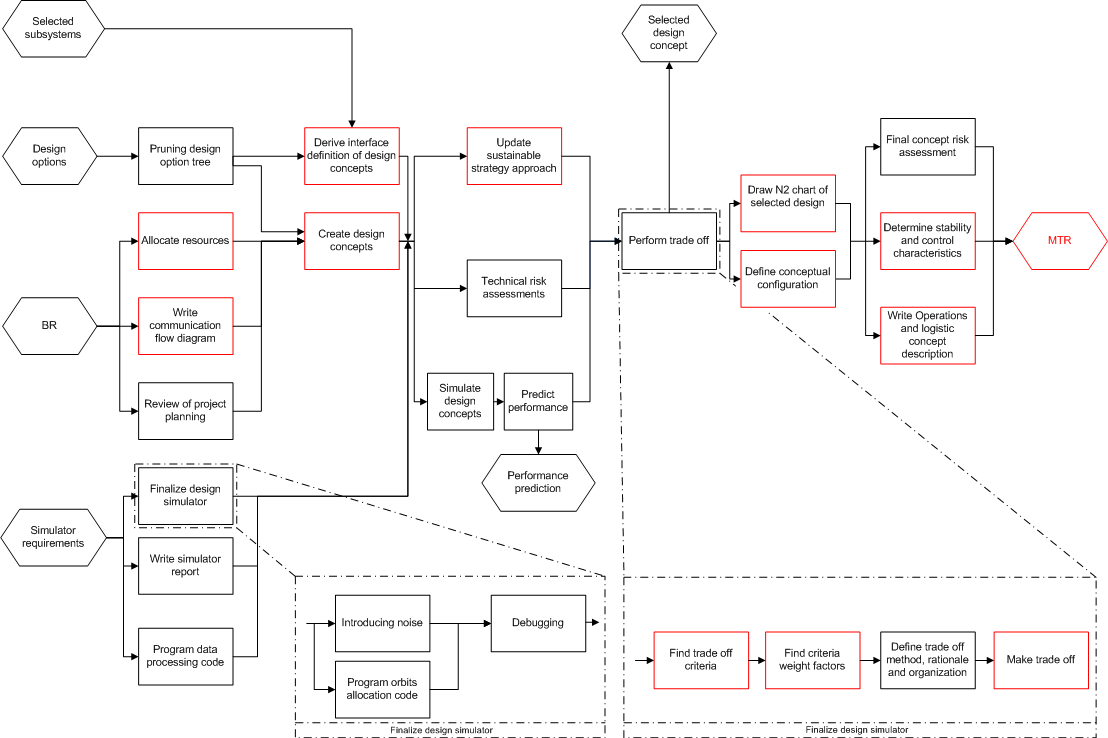 Selected
subsystems
Selected
design
concept
Design
options
Pruning design
option tree
Derive interface
definition of design
concepts
Update
sustainable
strategy approach
Final concept risk
assessment
Draw N2 chart of
selected design
Allocate resources
Create design
concepts
Perform trade off
Determine stability
and control
characteristics
MTR
Technical risk
assessments
Define conceptual
configuration
BR
Write
communication
flow diagram
Write Operations
and logistic
concept
description
Review of project
planning
Simulate
design
concepts
Predict
performance
Performance
prediction
Finalize design
simulator
Simulator
requirements
Write simulator
report
Program data
processing code
Introducing noise
Debugging
Program orbits
allocation code
Finalize design simulator
Find trade off
criteria
Find criteria
weight factors
Define trade off
method, rationale
and organization
Make trade off
Finalize design simulator